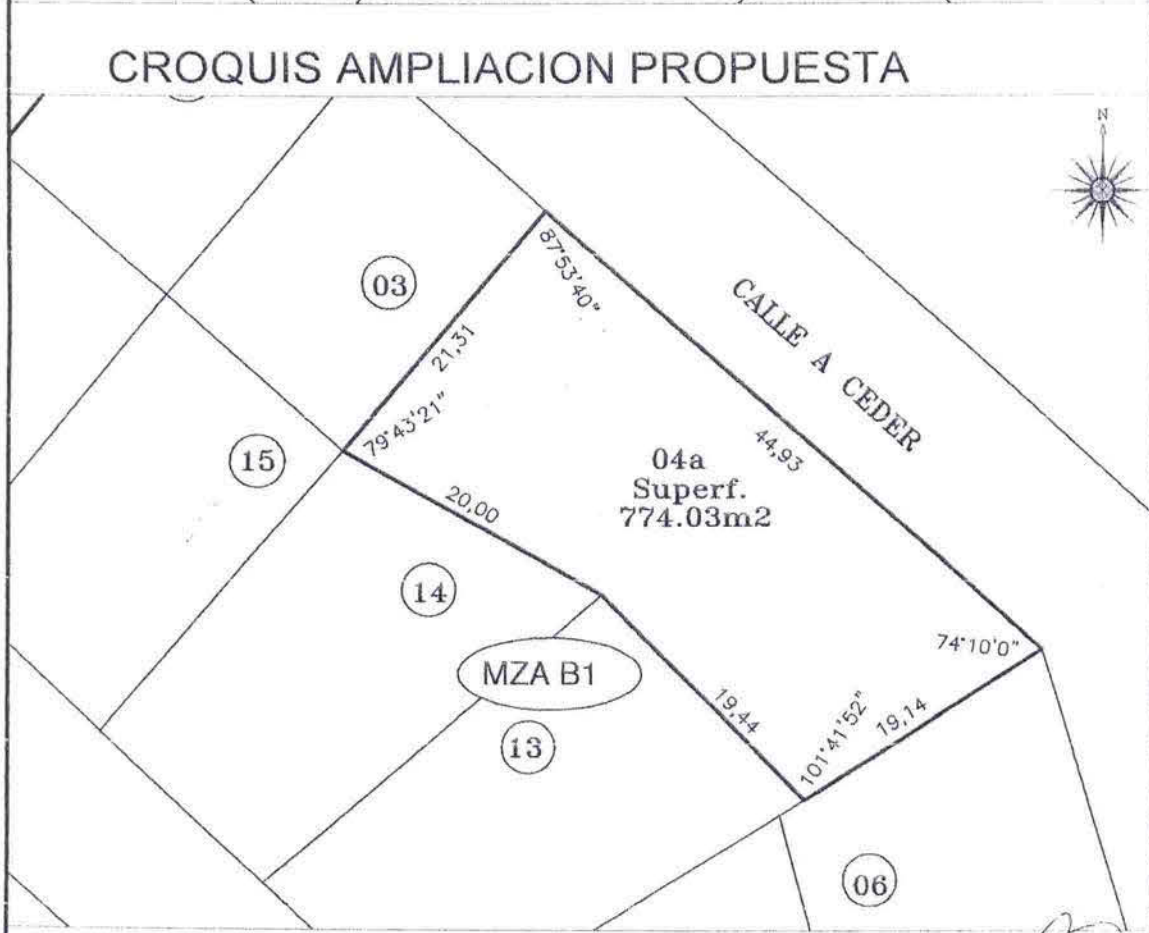 CROQUIS AMPLIACION PROPUESTA
N
87°53'40"
03
CALLE A CEDER
21,31
79°43'21"
15
44,93
04a
Superf.
774.03m2
20,00
14
74°10'0"
MZA B1
19,44
101°41'52"
19,14
13
06